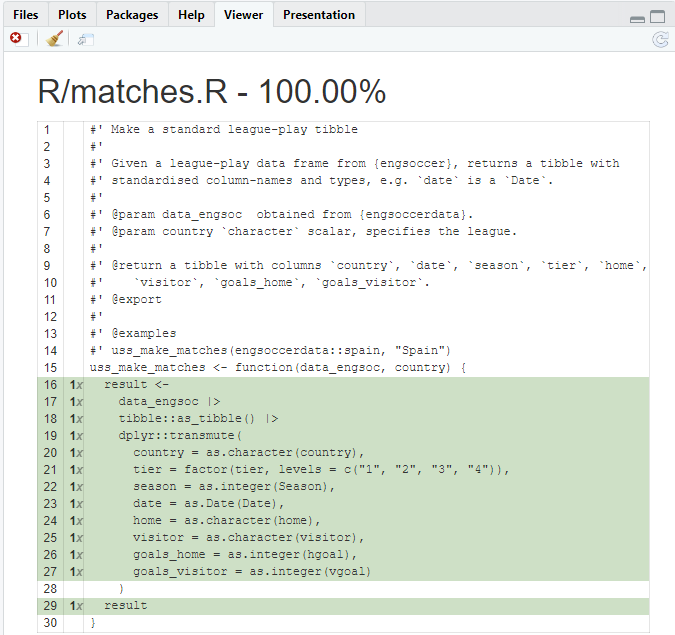 Files Plots Packages Help Viewer Presentation
R/matches.R - 100.00%
1 #' Make a standard league-play tibble
2 #'
3 #' Given a league-play data frame from {engsoccer}, returns a tibble with
4 #' standardised column-names and types, e.g. `date` is a `Date`.
5 #'
6 #' @param data_engsoc  obtained from {engsoccerdata}.
7 #' @param country `character` scalar, specifies the league.
8 #'
9 #' @return a tibble with columns `country`, `date`, `season`, `tier`, `home`,
10 #'    `visitor`, `goals_home`, `goals_visitor`.
11 #' @export
12 #'
13 #' @examples
14 #' uss_make_matches(engsoccerdata::spain, "Spain")
15 uss_make_matches <- function(data_engsoc, country) {
16 1x   result <-
17 1x     data_engsoc |>
18 1x     tibble::as_tibble() |>
19 1x     dplyr::transmute(
20 1x       country = as.character(country),
21 1x       tier = factor(tier, levels = c("1", "2", "3", "4")),
22 1x       season = as.integer(Season),
23 1x       date = as.Date(Date),
24 1x       home = as.character(home),
25 1x       visitor = as.character(visitor),
26 1x       goals_home = as.integer(hgoal),
27 1x       goals_visitor = as.integer(vgoal)
28     )
29 1x   result
30 }